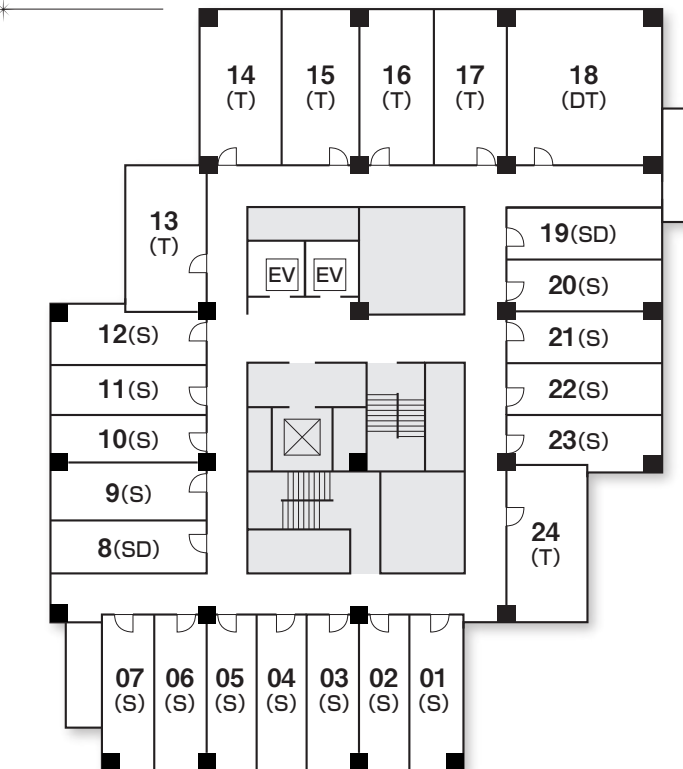 14
(T)
15
(T)
16
(T)
17
(T)
18
(DT)
13
(T)
19(SD)
EV
EV
20(S)
12(S)
21(S)
11(S)
22(S)
10(S)
23(S)
9(S)
24
(T)
8(SD)
07
(S)
06
(S)
05
(S)
04
(S)
03
(S)
02
(S)
01
(S)